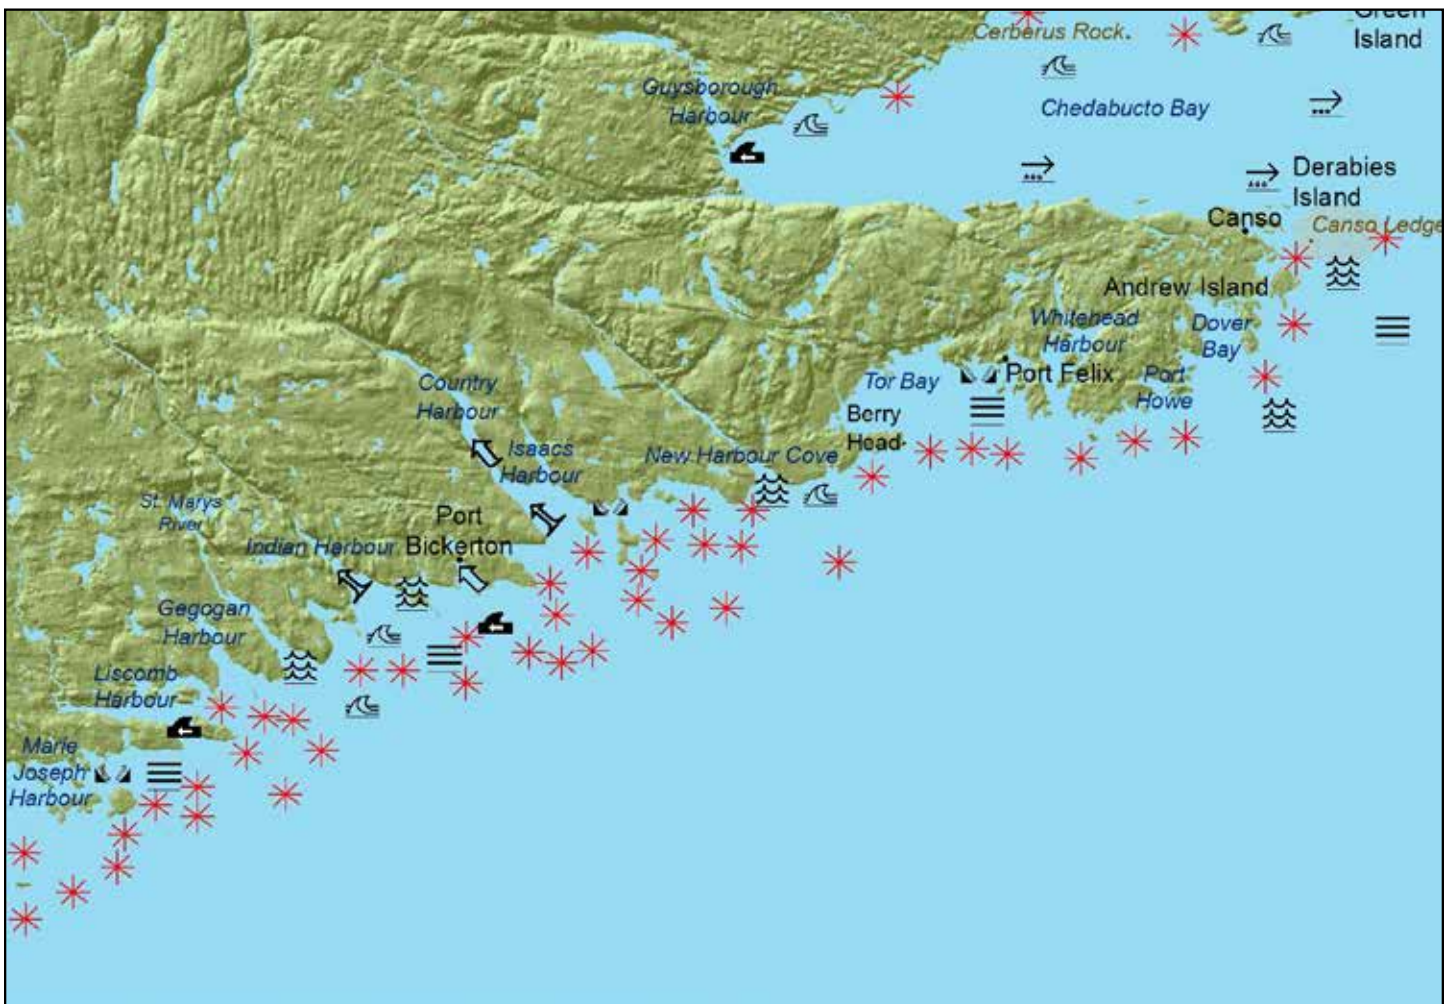 Green
Island
Cerberus Rock.
Guysborough
Harbour
Chedabucto Bay
Derabies
Island
Canso
Canso Ledge
Andrew Island
Whitehead
Harbour
Dover
Bay
Country
Harbour
Tor Bay
Port Felix
Port
Howe
Berry
Head
Isaacs
Harbour
New Harbour Cove
St. Marys
River
Port
Bickerton
Indian Harbour
Gegogan
Harbour
Liscomb
Harbour
Marie
Joseph
Harbour